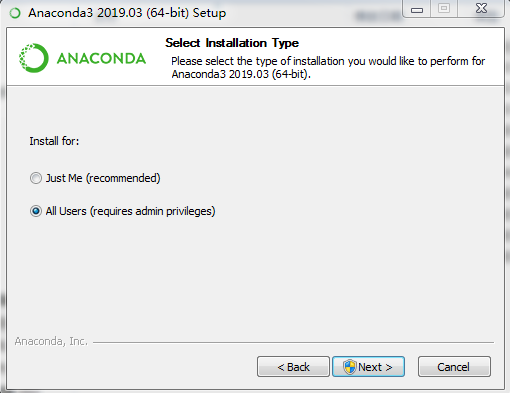 Anaconda3 2019.03 (64-bit) Setup
Select Installation Type
ANACONDA
Please select the type of installation you would like to perform for
Anaconda3 2019.03 (64-bit).
Install for:
Just Me (recommended)
All Users (requires admin privileges)
Anaconda, Inc.
< Back
Next >
Cancel